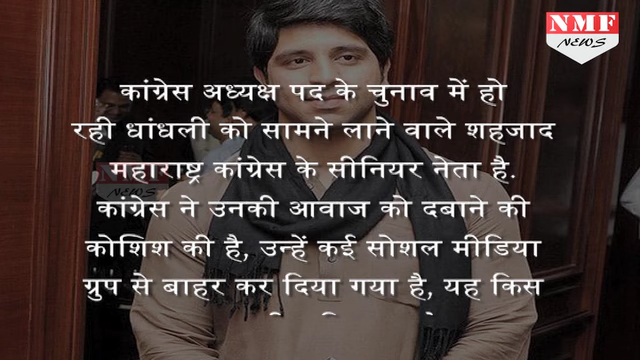 NMF
NEWS
कांग्रेस अध्यक्ष पद के चुनाव में हो
रही धांधली को सामने लाने वाले शहजाद
महाराष्ट्र कांग्रेस के सीनियर नेता है.
कांग्रेस ने उनकी आवाज को दबाने की
कोशिश की है, उन्हें कई सोशल मीडिया
ग्रुप से बाहर कर दिया गया है, यह किस